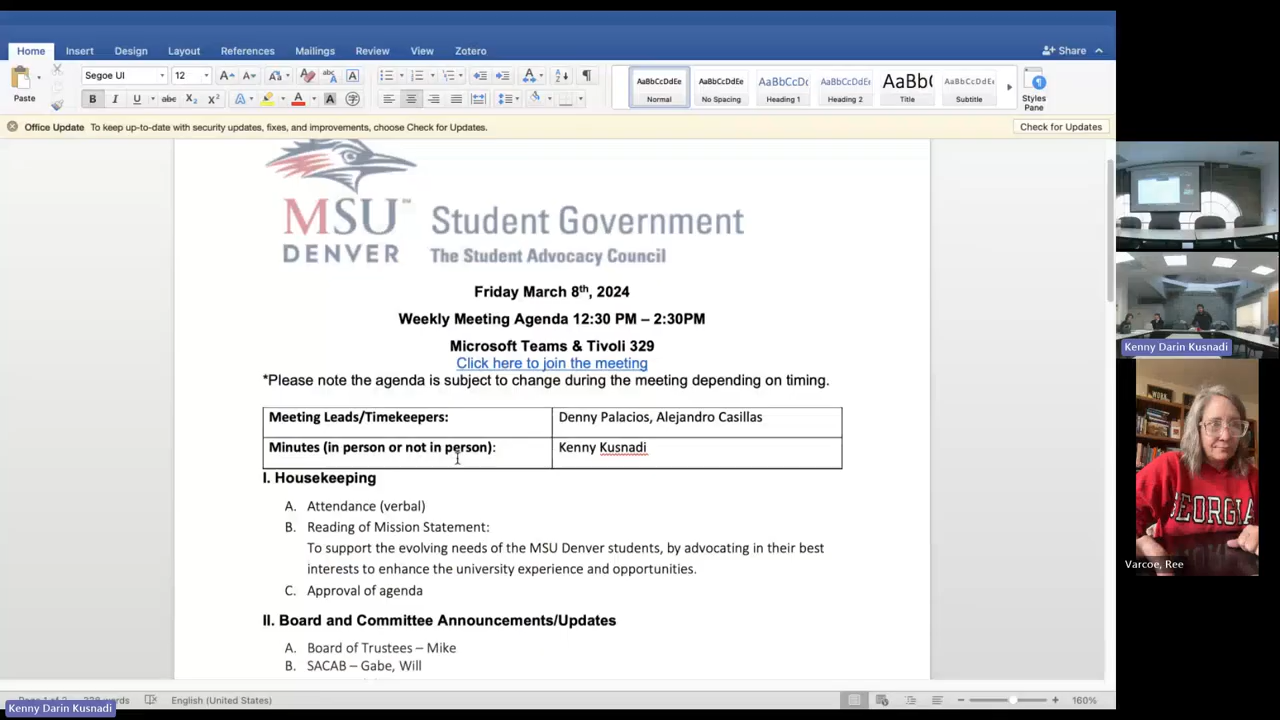 Home Insert Design Layout References Mailings Review View Zotero Share
Segoe UI 12
Paste
AaBbCcDdEe AaBbCcDdEe AaBbCcDc AaBbCcDdEe AaBb( AaBbCcDdEe
Normal No Spacing Heading 1 Heading 2 Title Subtitle Styles Pane
Office Update To keep up-to-date with security updates, fixes, and improvements, choose Check for Updates. Check for Updates
MSU DENVER
Student Government
The Student Advocacy Council
Friday March 8th, 2024
Weekly Meeting Agenda 12:30 PM – 2:30PM
Microsoft Teams & Tivoli 329
Click here to join the meeting
*Please note the agenda is subject to change during the meeting depending on timing.
Meeting Leads/Timekeepers: Denny Palacios, Alejandro Casillas
Minutes (in person or not in person): Kenny Kusnadi
I. Housekeeping
A. Attendance (verbal)
B. Reading of Mission Statement:
To support the evolving needs of the MSU Denver students, by advocating in their best
interests to enhance the university experience and opportunities.
C. Approval of agenda
II. Board and Committee Announcements/Updates
A. Board of Trustees – Mike
B. SACAB – Gabe, Will
English (United States) 160%
Kenny Darin Kusnadi
Kenny Darin Kusnadi
WORK
GEORGIA
Varcoe, Ree